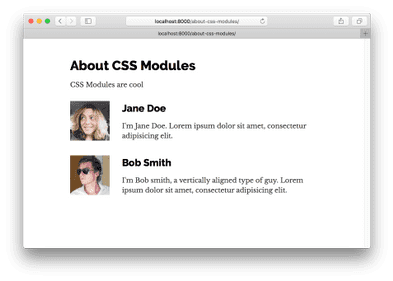 localhost:8000/about-css-modules/
localhost:8000/about-css-modules/
About CSS Modules
CSS Modules are cool
Jane Doe
I'm Jane Doe. Lorem ipsum dolor sit amet, consectetur
adipisicing elit.
Bob Smith
I'm Bob smith, a vertically aligned type of guy. Lorem
ipsum dolor sit amet, consectetur adipisicing elit.